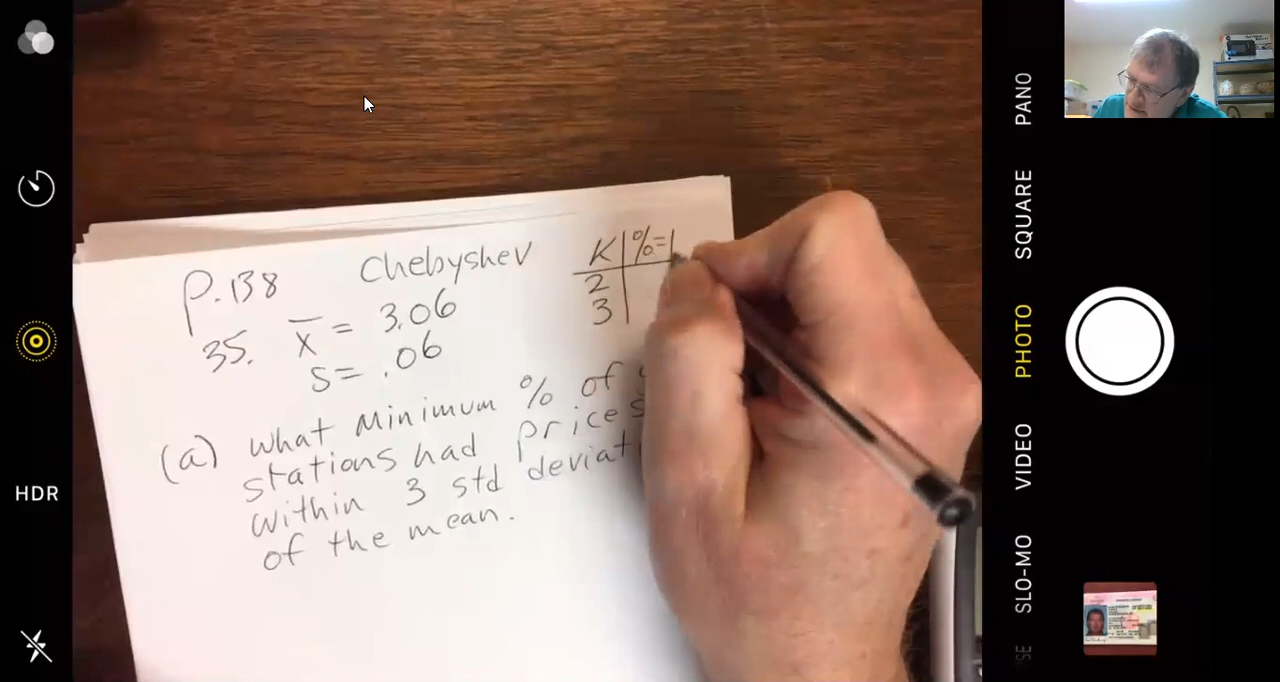 P.138
Chebyshev
K %=1
2
3
35. x̄ = 3.06
s = .06
(a) what minimum % of
stations had prices
within 3 std
of the mean.
HDR
PANO
SQUARE
PHOTO
VIDEO
SLO-MO